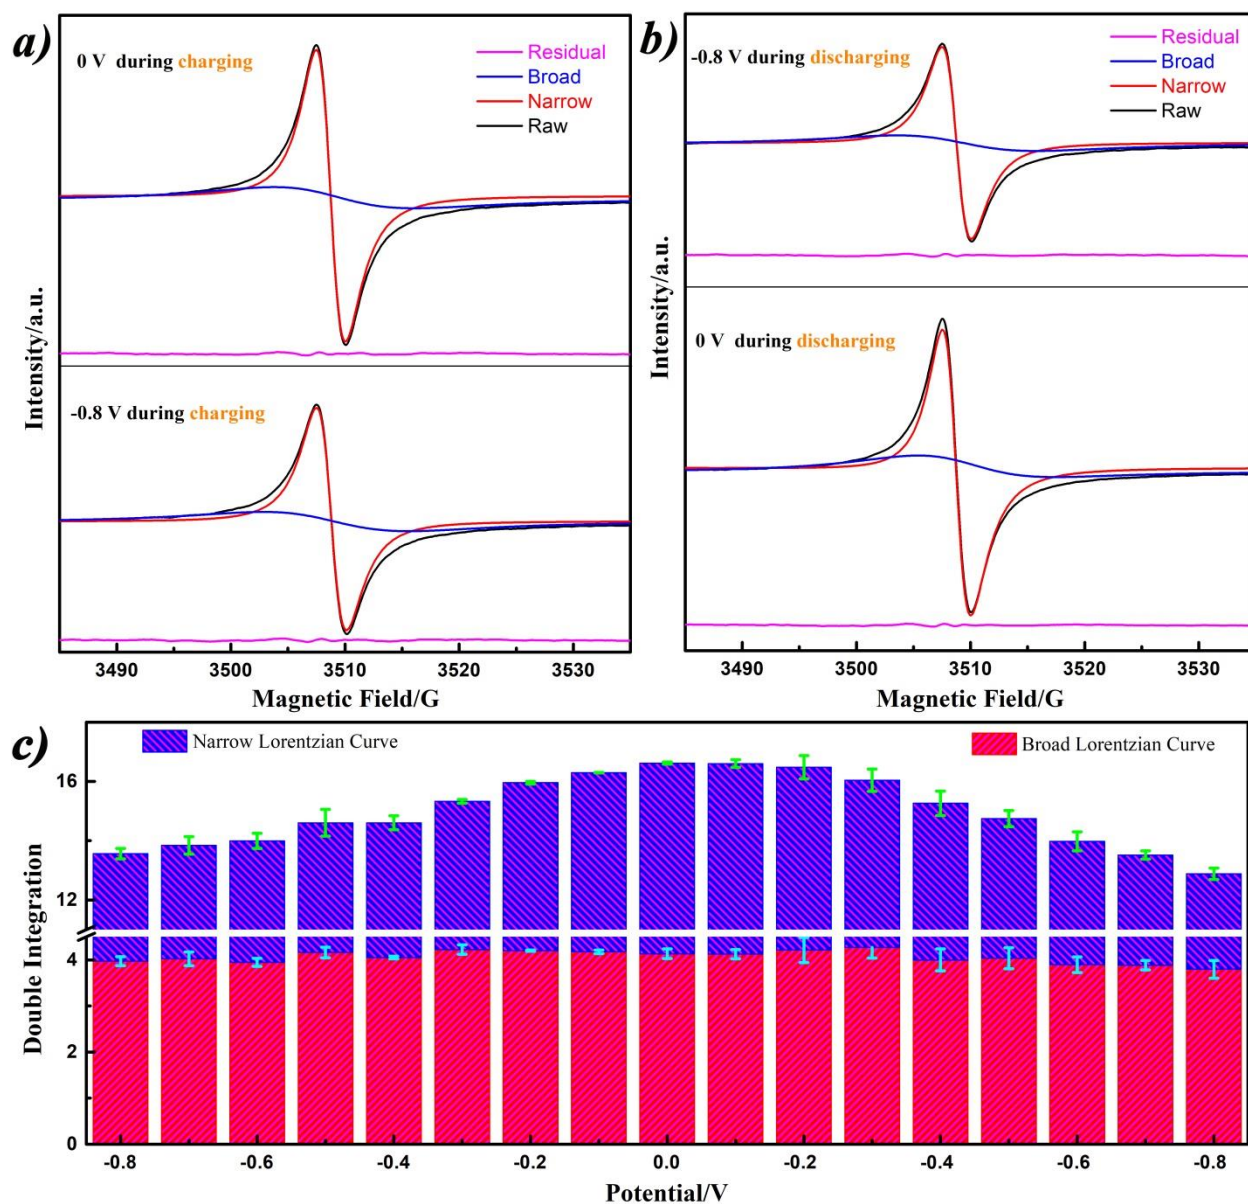 a)
0 V during charging
Residual
Broad
Narrow
Raw
-0.8 V during charging
Intensity/a.u.
3490 3500 3510 3520 3530
Magnetic Field/G
b)
-0.8 V during discharging
Residual
Broad
Narrow
Raw
0 V during discharging
Intensity/a.u.
3490 3500 3510 3520 3530
Magnetic Field/G
c)
Narrow Lorentzian Curve
Broad Lorentzian Curve
16
12
4
2
0
Double Integration
-0.8 -0.6 -0.4 -0.2 0.0 -0.2 -0.4 -0.6 -0.8
Potential/V